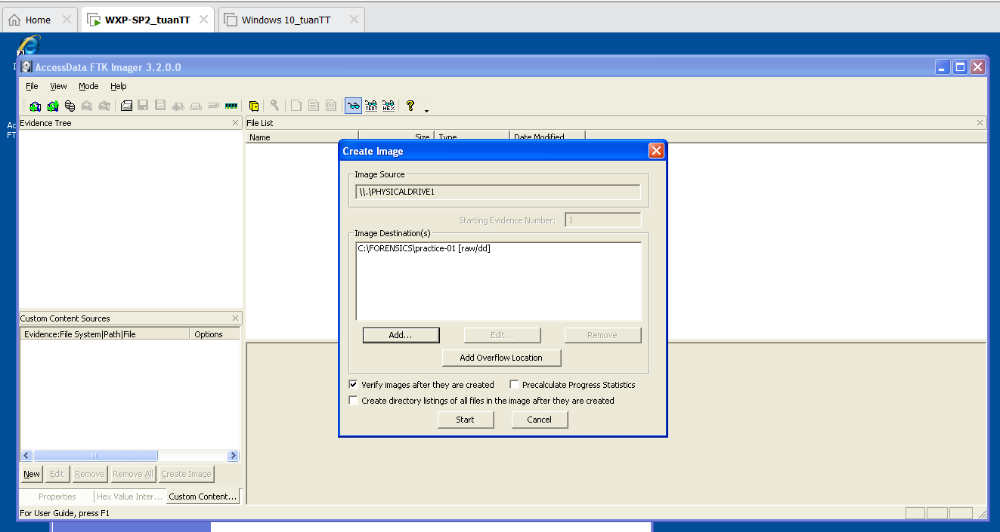 Home
WXP-SP2_tuanTT
Windows 10_tuanTT
AccessData FTK Imager 3.2.0.0
File View Mode Help
TEXT HEX
Evidence Tree
File List
Name Size Type Date Modified
Create Image
Image Source
\\.\PHYSICALDRIVE1
Starting Evidence Number: 1
Image Destination(s)
C:\FORENSICS\practice-01 [raw/dd]
Add... Edit... Remove
Add Overflow Location
Verify images after they are created Precalculate Progress Statistics
Create directory listings of all files in the image after they are created
Start Cancel
Custom Content Sources
Evidence:File System|Path|File Options
New Edit Remove Remove All Create Image
Properties Hex Value Inter... Custom Content...
For User Guide, press F1